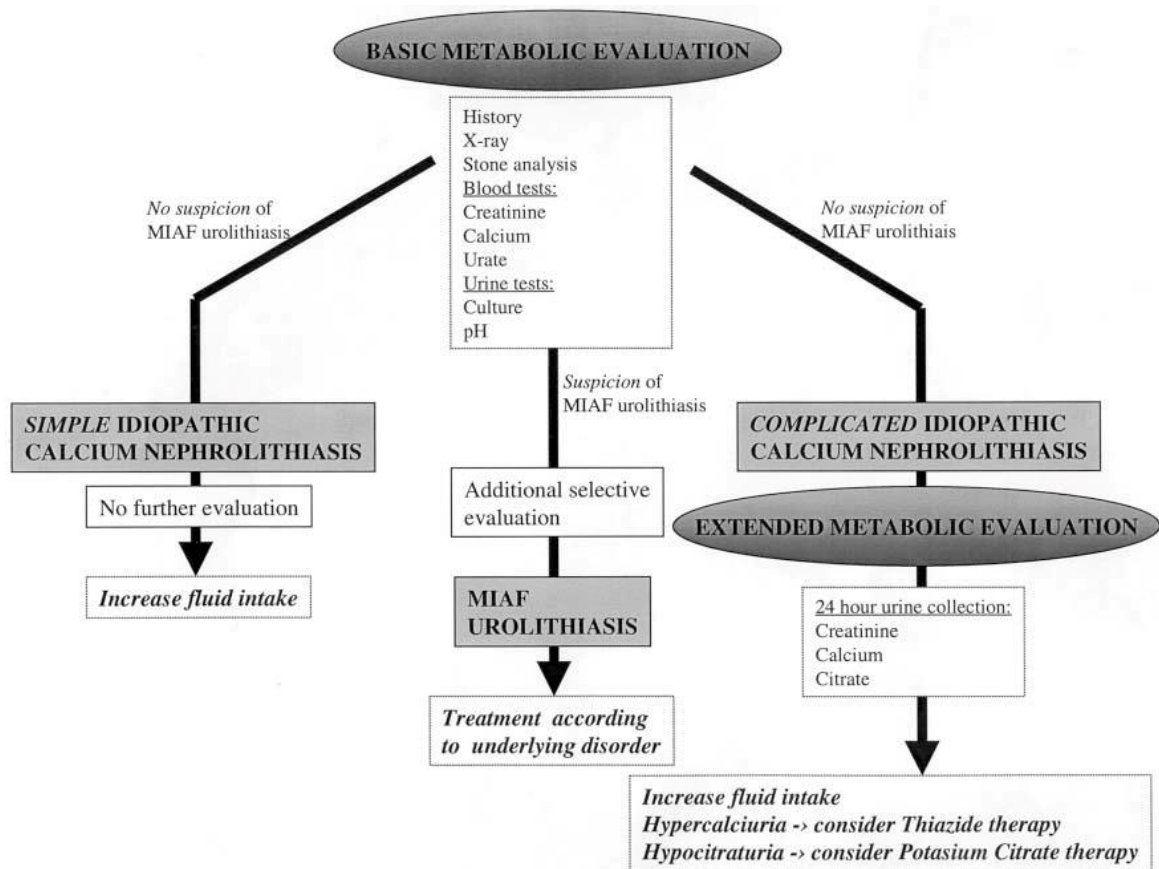 BASIC METABOLIC EVALUATION
History
X-ray
Stone analysis
Blood tests:
Creatinine
Calcium
Urate
Urine tests:
Culture
pH
No suspicion of
MIAF urolithiasis
SIMPLE IDIOPATHIC
CALCIUM NEPHROLITHIASIS
No further evaluation
Increase fluid intake
Suspicion of
MIAF urolithiasis
Additional selective
evaluation
MIAF
UROLITHIASIS
Treatment according
to underlying disorder
No suspicion of
MIAF urolithiais
COMPLICATED IDIOPATHIC
CALCIUM NEPHROLITHIASIS
EXTENDED METABOLIC EVALUATION
24 hour urine collection:
Creatinine
Calcium
Citrate
Increase fluid intake
Hypercalciuria -> consider Thiazide therapy
Hypocitraturia -> consider Potasium Citrate therapy